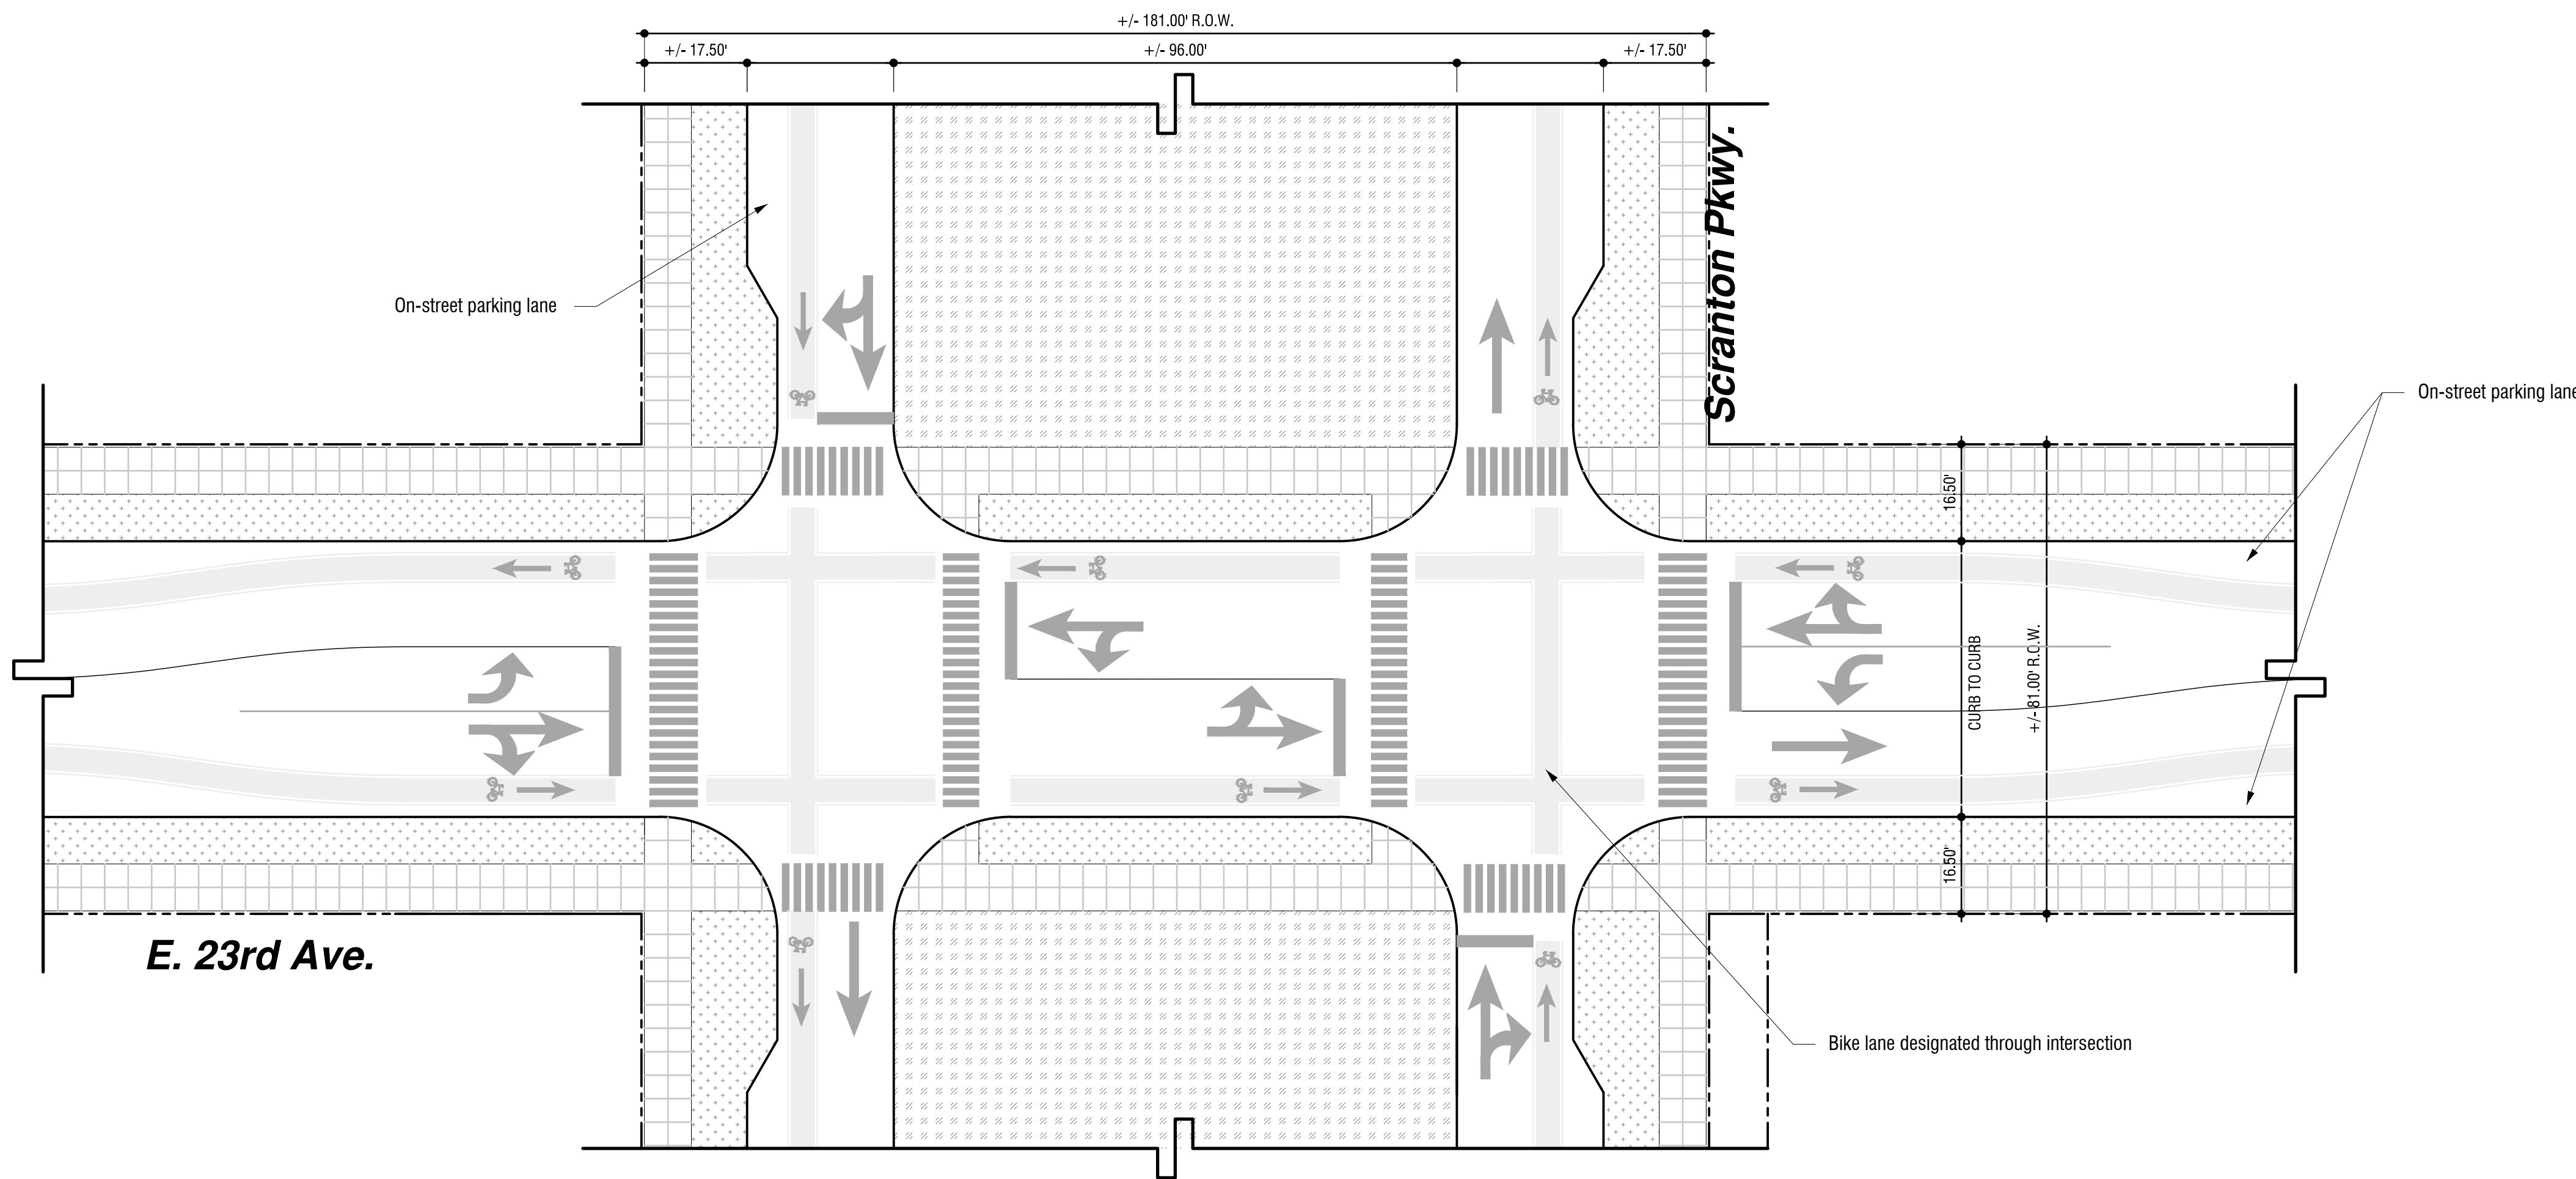 +/- 181.00' R.O.W.
+/- 17.50'
+/- 96.00'
+/- 17.50'
Scranton Pkwy.
On-street parking lane
On-street parking lane
16.50'
CURB TO CURB
+/- 81.00' R.O.W.
16.50'
E. 23rd Ave.
Bike lane designated through intersection